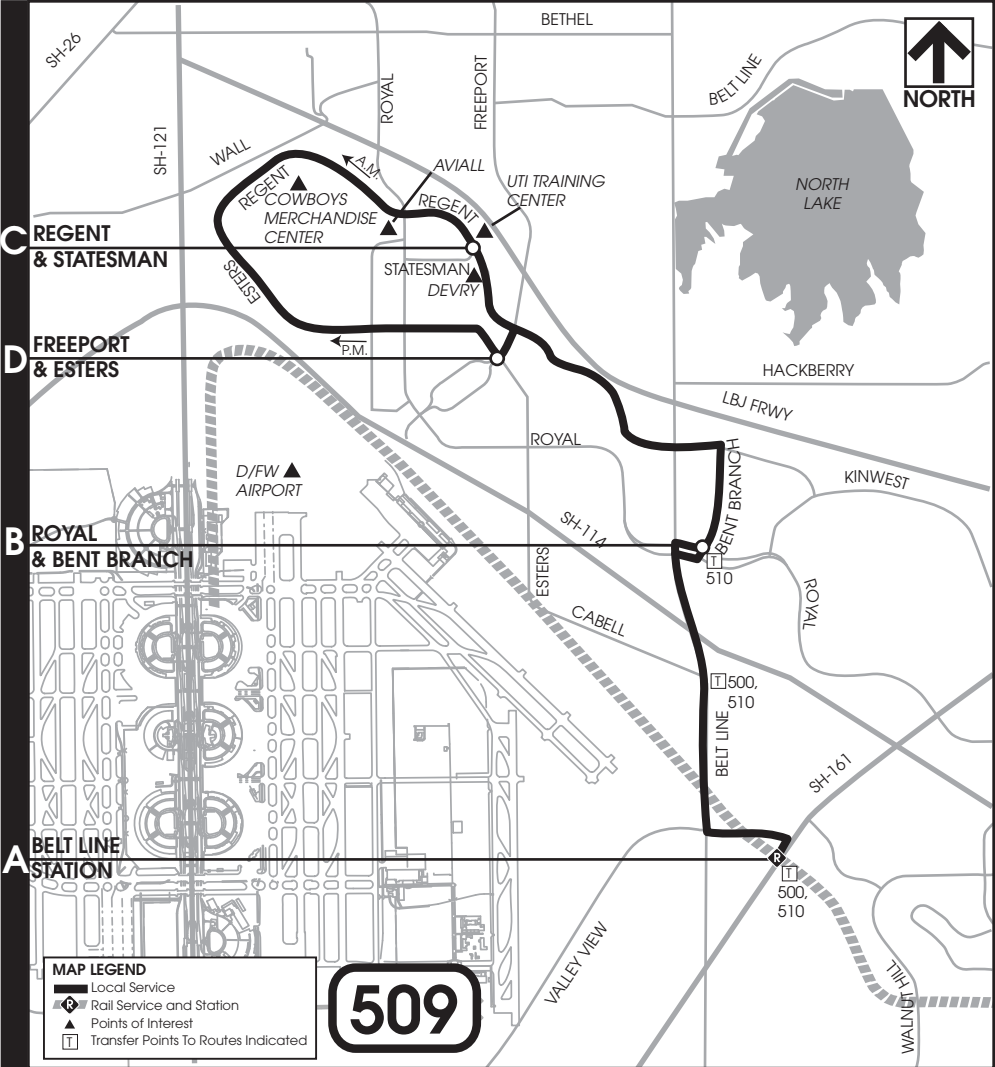 BETHEL
SH-26
ROYAL
FREEPORT
BELT LINE
NORTH
SH-121
WALL
A.M.
AVIALL
UTI TRAINING
CENTER
REGENT
COWBOYS
MERCHANDISE
CENTER
REGENT
NORTH
LAKE
C REGENT
& STATESMAN
STATESMAN
DEVRY
ESTERS
D FREEPORT
& ESTERS
P.M.
HACKBERRY
LBJ FRWY
ROYAL
BENT BRANCH
KINWEST
D/FW
AIRPORT
SH-114
B ROYAL
& BENT BRANCH
T
510
ESTERS
ROYAL
CABELL
T 500,
510
BELT LINE
SH-161
A BELT LINE
STATION
R
T
500,
510
VALLEY VIEW
WALNUT HILL
MAP LEGEND
Local Service
R Rail Service and Station
Points of Interest
T Transfer Points To Routes Indicated
509